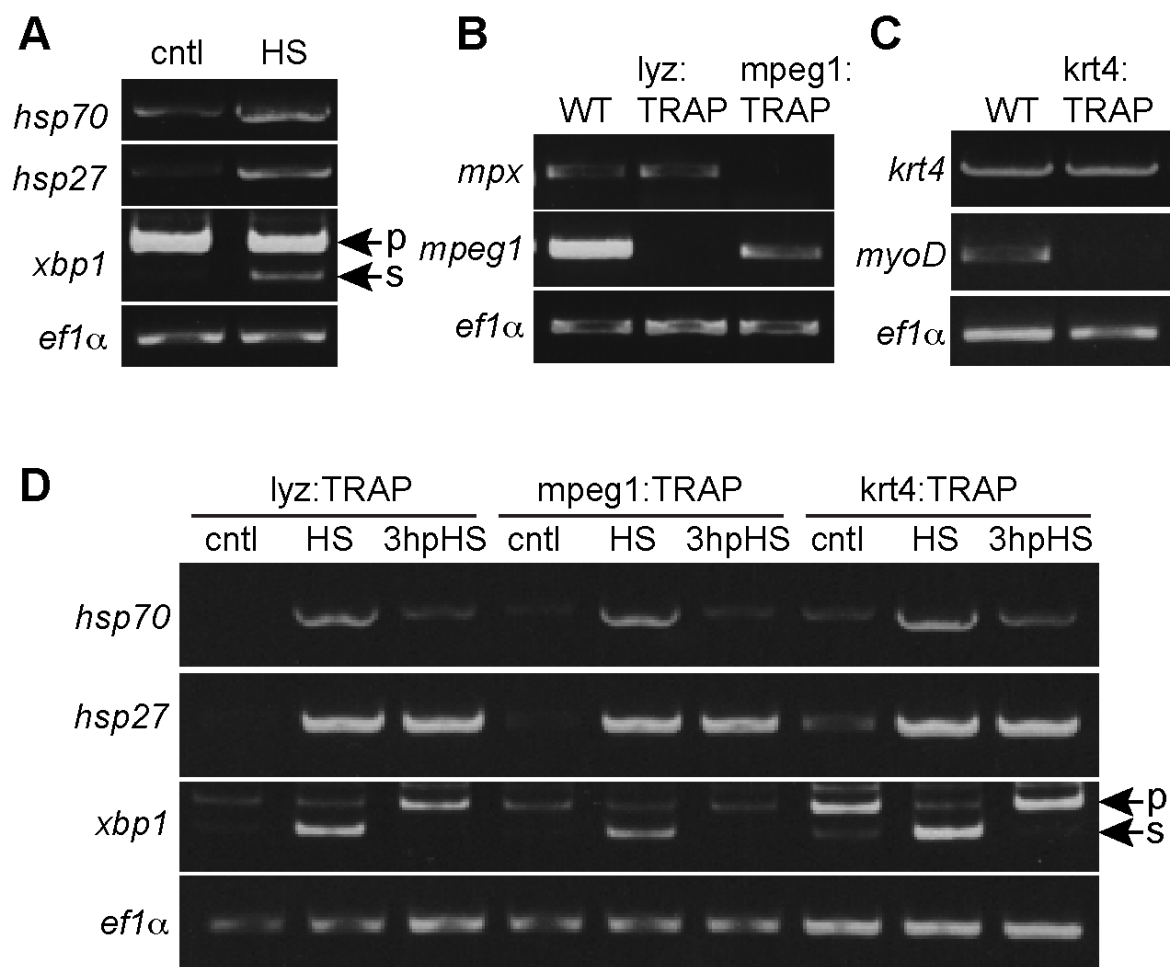 A
cntl HS
hsp70
hsp27
xbp1
p
s
ef1α
B
lyz: mpeg1:
WT TRAP TRAP
mpx
mpeg1
ef1α
C
krt4:
WT TRAP
krt4
myoD
ef1α
D
lyz:TRAP mpeg1:TRAP krt4:TRAP
cntl HS 3hpHS cntl HS 3hpHS cntl HS 3hpHS
hsp70
hsp27
xbp1
p
s
ef1α